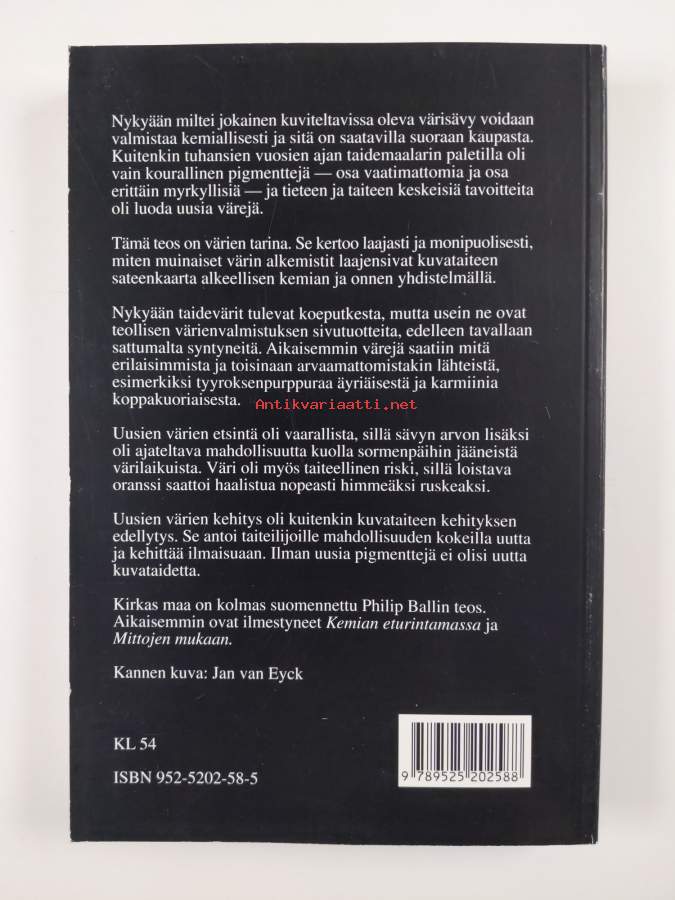 Nykyään miltei jokainen kuviteltavissa oleva värisävy voidaan
valmistaa kemiallisesti ja sitä on saatavilla suoraan kaupasta.
Kuitenkin tuhansien vuosien ajan taidemaalarin paletilla oli
vain kourallinen pigmenttejä — osa vaatimattomia ja osa
erittäin myrkyllisiä — ja tieteen ja taiteen keskeisiä tavoitteita
oli luoda uusia värejä.
Tämä teos on värien tarina. Se kertoo laajasti ja monipuolisesti,
miten muinaiset värin alkemistit laajensivat kuvataiteen
sateenkaarta alkeellisen kemian ja onnen yhdistelmällä.
Nykyään taidevärit tulevat koeputkesta, mutta usein ne ovat
teollisen värienvalmistuksen sivutuotteita, edelleen tavallaan
sattumalta syntyneitä. Aikaisemmin värejä saatiin mitä
erilaisimmista ja toisinaan arvaamattomistakin lähteistä,
esimerkiksi tyyroksenpurppuraa äyriäisestä ja karmiinia
koppakuoriaisesta.
Antikvariaatti.net
Uusien värien etsintä oli vaarallista, sillä sävyn arvon lisäksi
oli ajateltava mahdollisuutta kuolla sormenpäihin jääneistä
värilaikuista. Väri oli myös taiteellinen riski, sillä loistava
oranssi saattoi haalistua nopeasti himmeäksi ruskeaksi.
Uusien värien kehitys oli kuitenkin kuvataiteen kehityksen
edellytys. Se antoi taiteilijoille mahdollisuuden kokeilla uutta
ja kehittää ilmaisuaan. Ilman uusia pigmenttejä ei olisi uutta
kuvataidetta.
Kirkas maa on kolmas suomennettu Philip Ballin teos.
Aikaisemmin ovat ilmestyneet Kemian eturintamassa ja
Mittojen mukaan.
Kannen kuva: Jan van Eyck
KL 54
ISBN 952-5202-58-5
9 789525 202588